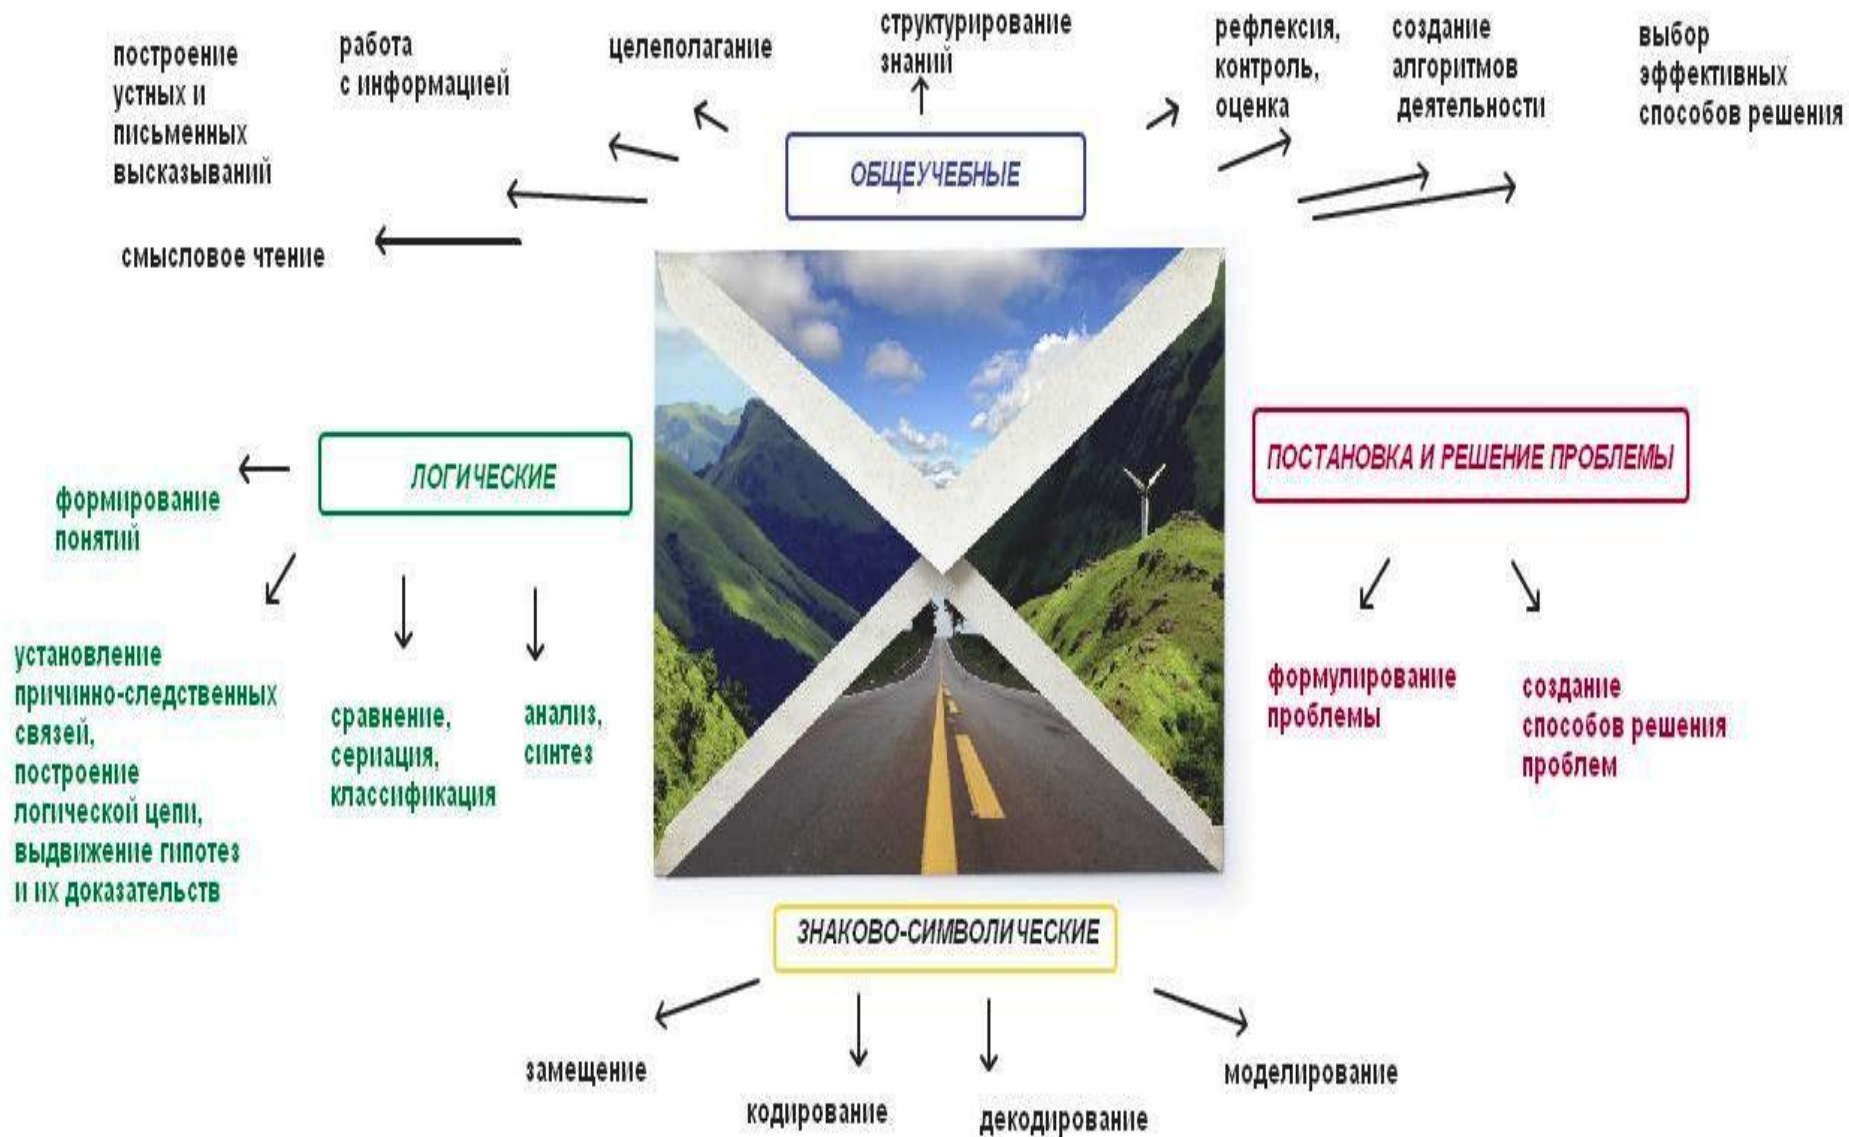 построение
устных и
письменных
высказываний
работа
с информацией
целеполагание
структурирование
знаний
рефлексия,
контроль,
оценка
создание
алгоритмов
деятельности
выбор
эффективных
способов решения
смысловое чтение
ОБЩЕУЧЕБНЫЕ
ЛОГИЧЕСКИЕ
формирование
понятий
установление
причинно-следственных
связей,
построение
логической цепи,
выдвижение гипотез
и их доказательств
сравнение,
сериация,
классификация
анализ,
синтез
ПОСТАНОВКА И РЕШЕНИЕ ПРОБЛЕМЫ
формулирование
проблемы
создание
способов решения
проблем
ЗНАКОВО-СИМВОЛИЧЕСКИЕ
замещение
кодирование
декодирование
моделирование